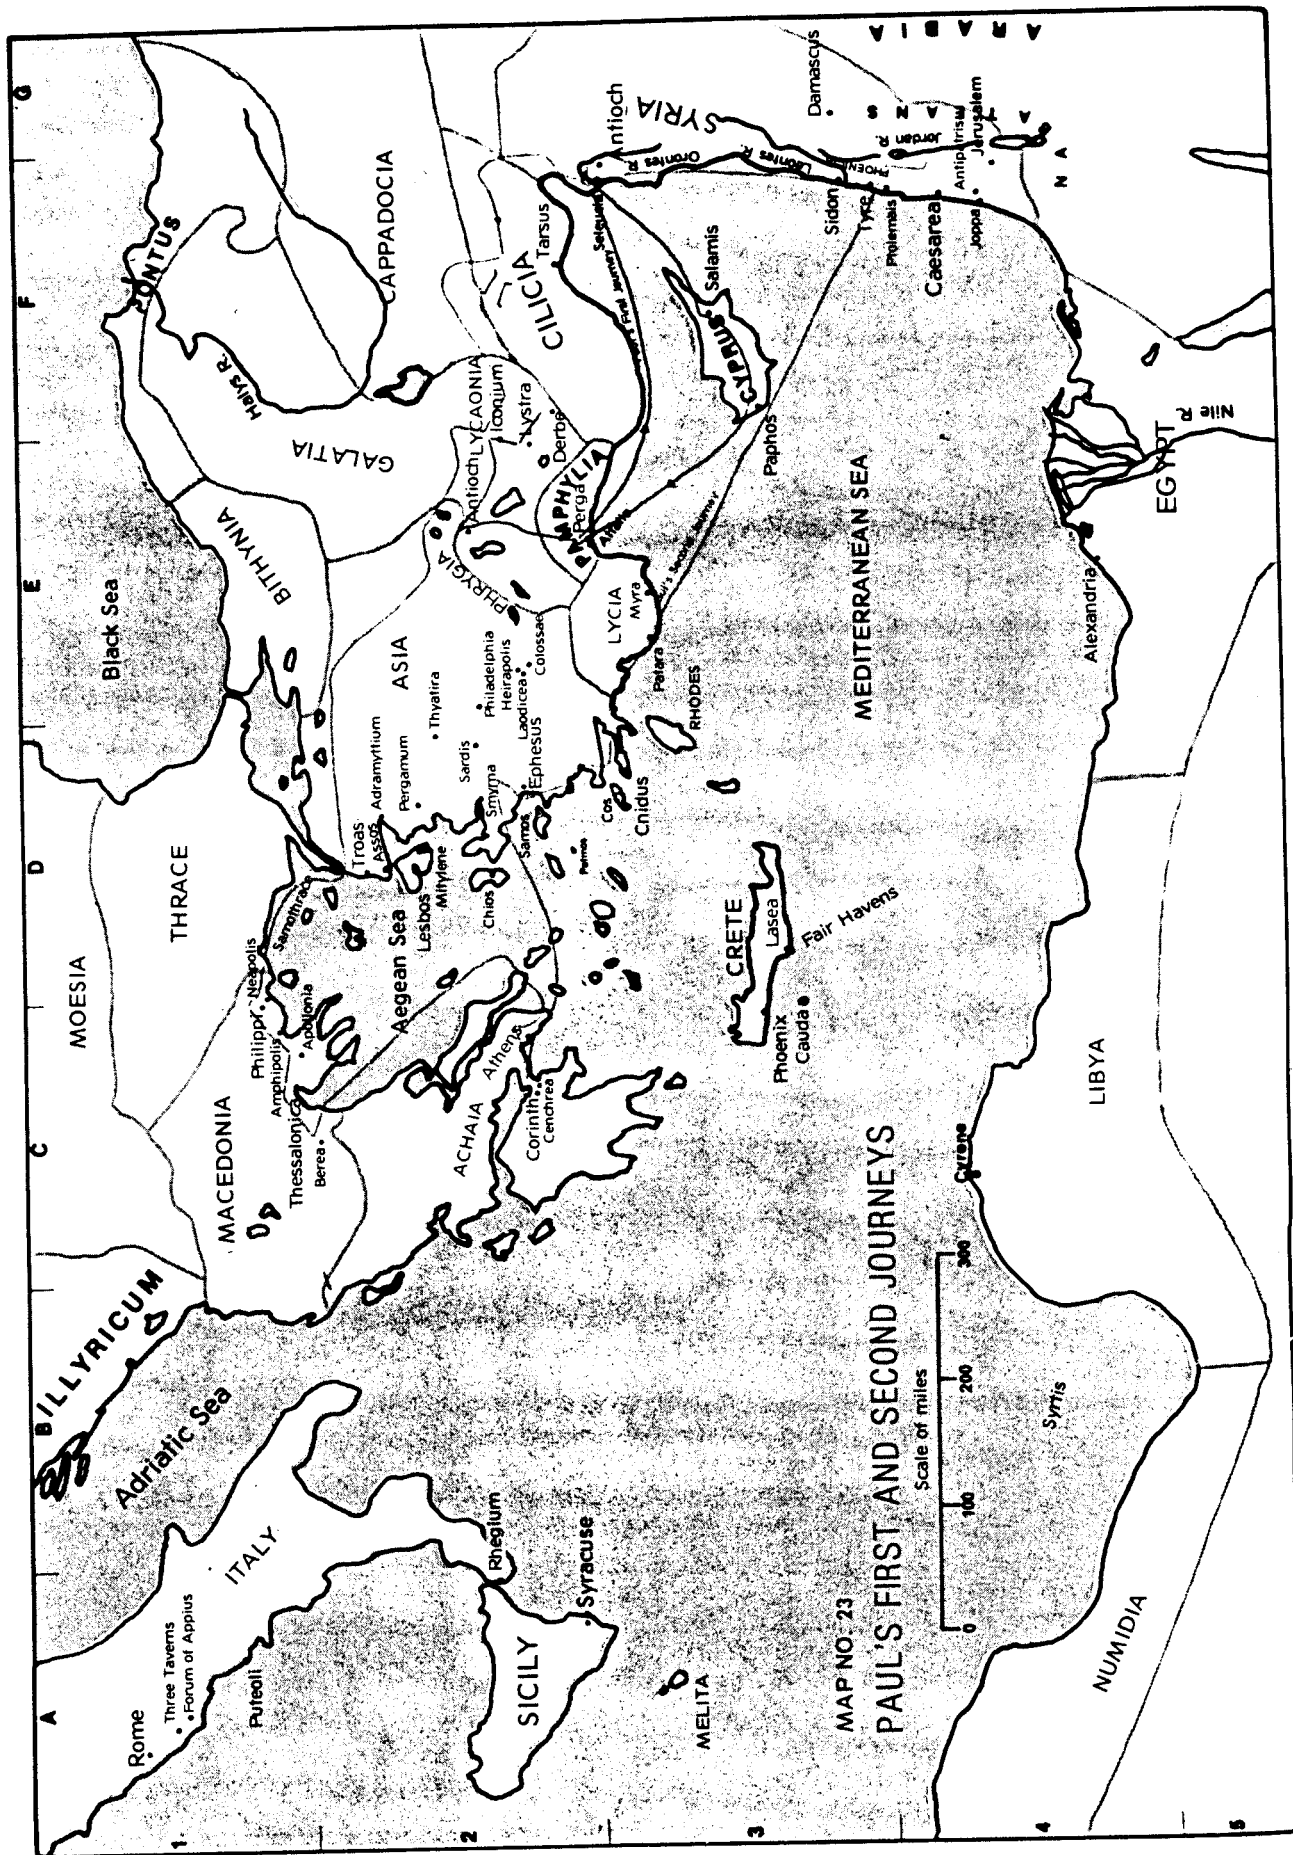 A
B
C
D
E
F
G
1
2
3
4
5
MAP NO. 23
PAUL'S FIRST AND SECOND JOURNEYS
Scale of miles
0
100
200
300
Rome
Three Taverns
Forum of Appius
Puteoli
ITALY
Adriatic Sea
ILLYRICUM
Rhegium
SICILY
Syracuse
MELITA
MOESIA
THRACE
MACEDONIA
Philippi
Neapolis
Amphipolis
Apollonia
Thessalonica
Berea
Samothrace
Aegean Sea
ACHAIA
Athens
Corinth
Cenchrea
Black Sea
BITHYNIA
PONTUS
Halys R.
GALATIA
CAPPADOCIA
ASIA
Troas
Assos
Adramyttium
Pergamum
Thyatira
Lesbos
Mitylene
Sardis
Smyrna
Philadelphia
Heirapolis
Laodicea
Colossae
Ephesus
Chios
Samos
Patmos
Cos
Cnidus
PHRYGIA
Antioch
LYCAONIA
Iconium
Lystra
Derbe
PAMPHYLIA
Perga
LYCIA
Myra
Patara
RHODES
CILICIA
Tarsus
First Journey
Second Journey
Antioch
SYRIA
Orontes R.
Leontes R.
Salamis
CYPRUS
Paphos
Damascus
Sidon
Tyre
Ptolemais
Caesarea
Joppa
Antipatris
Jerusalem
Jordan R.
ARABIA
MEDITERRANEAN SEA
CRETE
Lasea
Fair Havens
Phoenix
Cauda
Cyrene
LIBYA
Syrtis
NUMIDIA
Alexandria
EGYPT
Nile R.